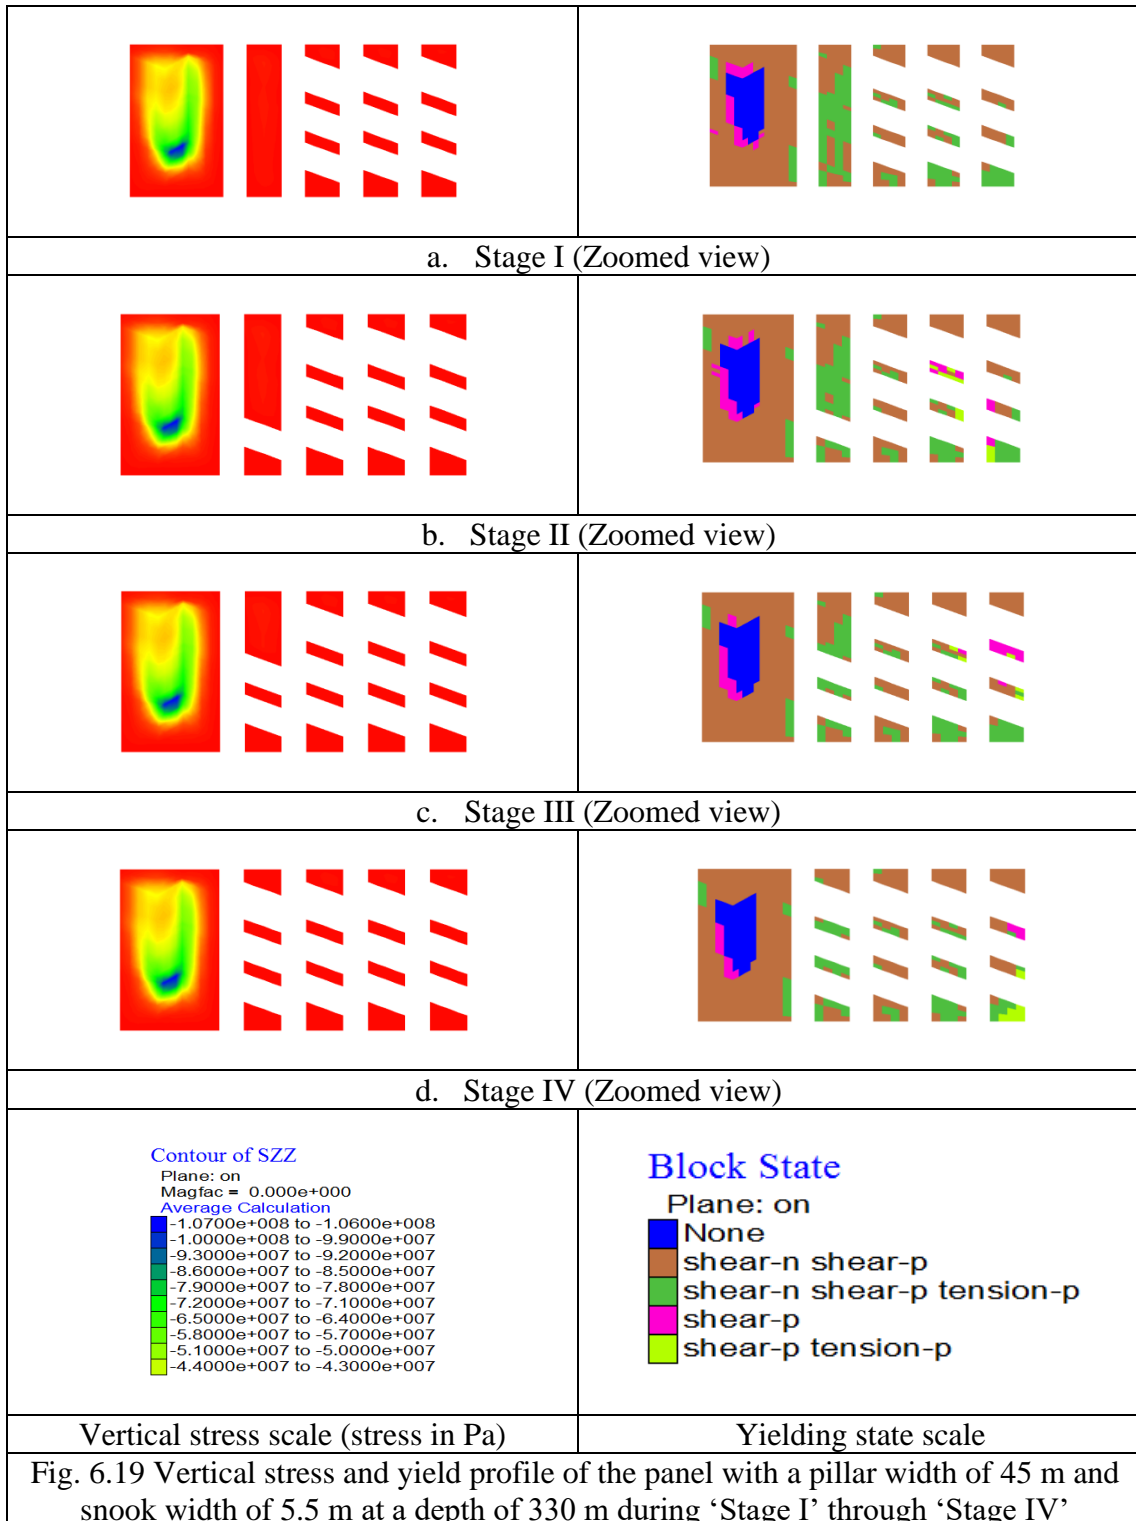 a. Stage I (Zoomed view)
b. Stage II (Zoomed view)
c. Stage III (Zoomed view)
d. Stage IV (Zoomed view)
Contour of SZZ
Plane: on
Magfac = 0.000e+000
Average Calculation
-1.0700e+008 to -1.0600e+008
-1.0000e+008 to -9.9000e+007
-9.3000e+007 to -9.2000e+007
-8.6000e+007 to -8.5000e+007
-7.9000e+007 to -7.8000e+007
-7.2000e+007 to -7.1000e+007
-6.5000e+007 to -6.4000e+007
-5.8000e+007 to -5.7000e+007
-5.1000e+007 to -5.0000e+007
-4.4000e+007 to -4.3000e+007
Block State
Plane: on
None
shear-n shear-p
shear-n shear-p tension-p
shear-p
shear-p tension-p
Vertical stress scale (stress in Pa)
Yielding state scale
Fig. 6.19 Vertical stress and yield profile of the panel with a pillar width of 45 m and
snook width of 5.5 m at a depth of 330 m during ‘Stage I’ through ‘Stage IV’